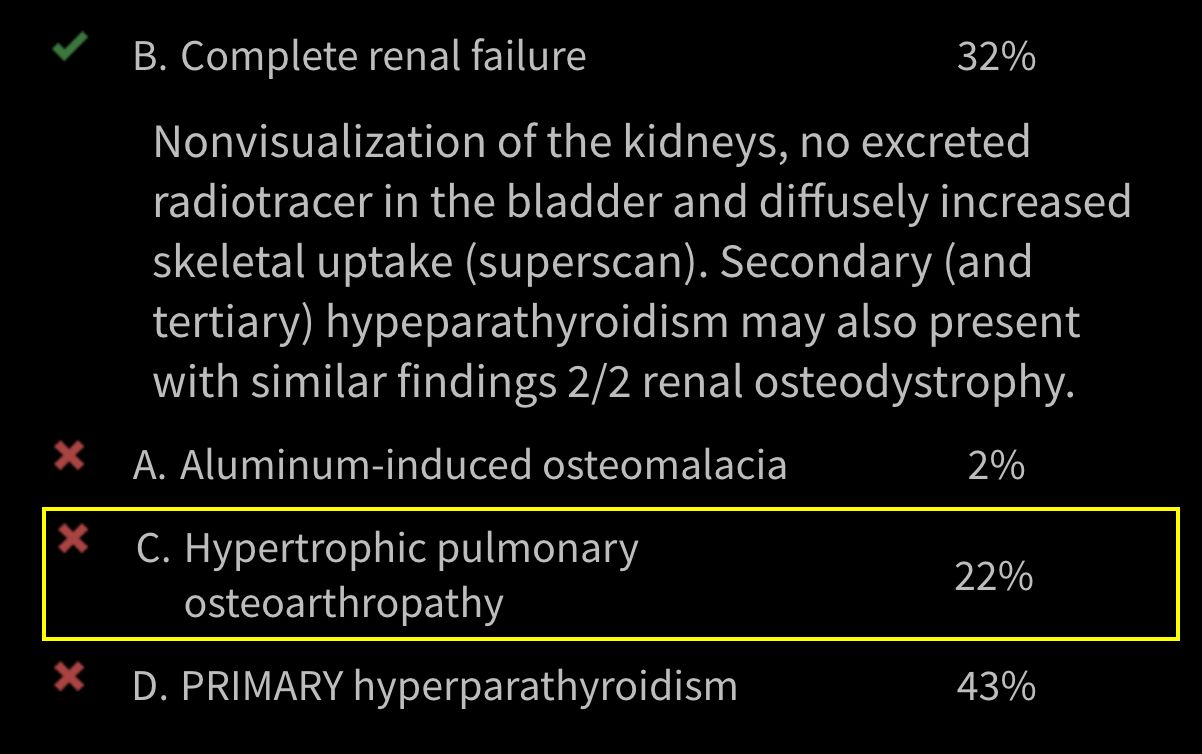 B. Complete renal failure 32%
Nonvisualization of the kidneys, no excreted
radiotracer in the bladder and diffusely increased
skeletal uptake (superscan). Secondary (and
tertiary) hypeparathyroidism may also present
with similar findings 2/2 renal osteodystrophy.
A. Aluminum-induced osteomalacia 2%
C. Hypertrophic pulmonary
osteoarthropathy 22%
D. PRIMARY hyperparathyroidism 43%